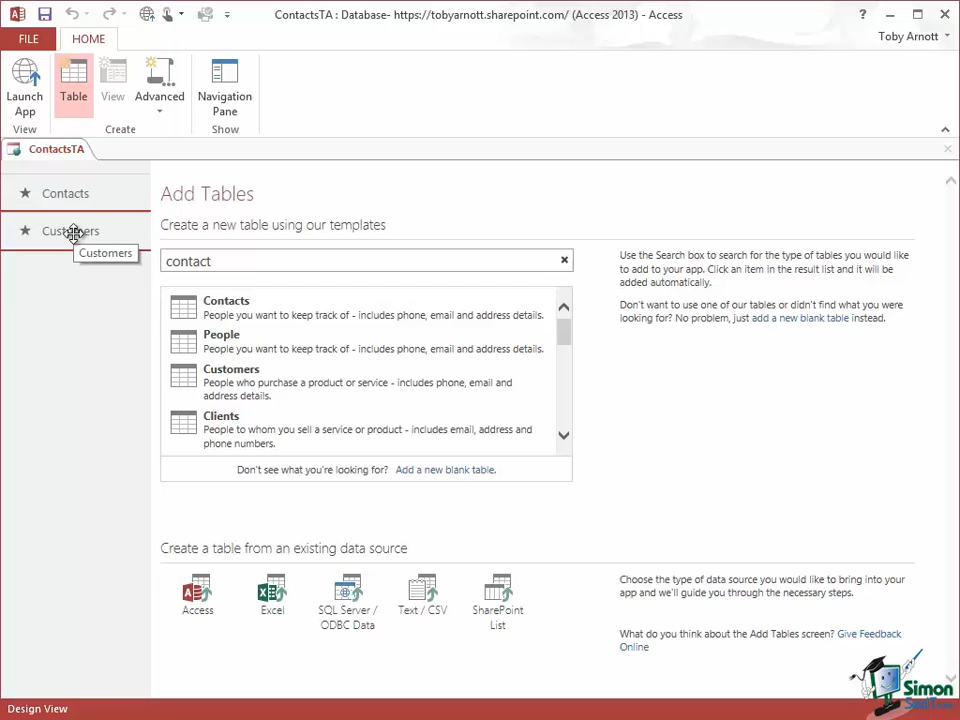 ContactsTA : Database- https://tobyarnott.sharepoint.com/ (Access 2013) - Access
?
FILE
HOME
Toby Arnott
Launch App
Table
View
Advanced
Navigation Pane
View
Create
Show
ContactsTA
Contacts
Customers
Customers
Add Tables
Create a new table using our templates
contact
Contacts
People you want to keep track of - includes phone, email and address details.
People
People you want to keep track of - includes phone, email and address details.
Customers
People who purchase a product or service - includes phone, email and
address details.
Clients
People to whom you sell a service or product - includes email, address and
phone numbers.
Don't see what you're looking for? Add a new blank table.
Use the Search box to search for the type of tables you would like
to add to your app. Click an item in the result list and it will be
added automatically.
Don't want to use one of our tables or didn't find what you were
looking for? No problem, just add a new blank table instead.
Create a table from an existing data source
Access
Excel
SQL Server /
ODBC Data
Text / CSV
SharePoint
List
Choose the type of data source you would like to bring into your
app and we'll guide you through the necessary steps.
What do you think about the Add Tables screen? Give Feedback
Online
Simon
Design View